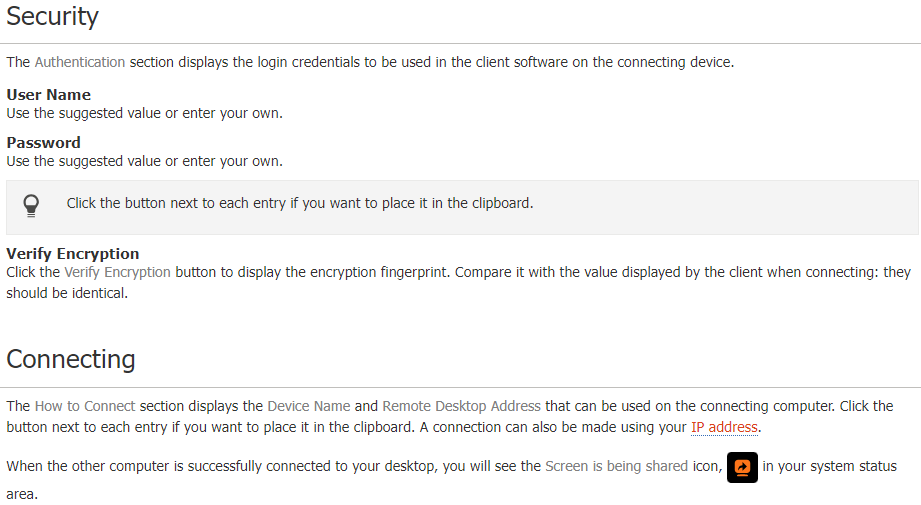 Security
The Authentication section displays the login credentials to be used in the client software on the connecting device.
User Name
Use the suggested value or enter your own.
Password
Use the suggested value or enter your own.
Click the button next to each entry if you want to place it in the clipboard.
Verify Encryption
Click the Verify Encryption button to display the encryption fingerprint. Compare it with the value displayed by the client when connecting: they
should be identical.
Connecting
The How to Connect section displays the Device Name and Remote Desktop Address that can be used on the connecting computer. Click the
button next to each entry if you want to place it in the clipboard. A connection can also be made using your IP address.
When the other computer is successfully connected to your desktop, you will see the Screen is being shared icon, in your system status
area.